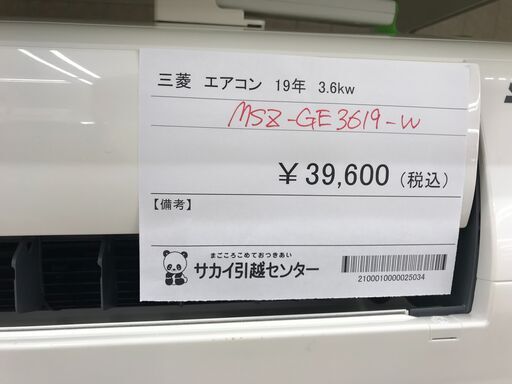 三菱 エアコン 19年 3.6kw
MSZ-GE3619-W
￥39,600（税込）
【備考】
まごころこめておつきあい
サカイ引越センター
2100010000025034